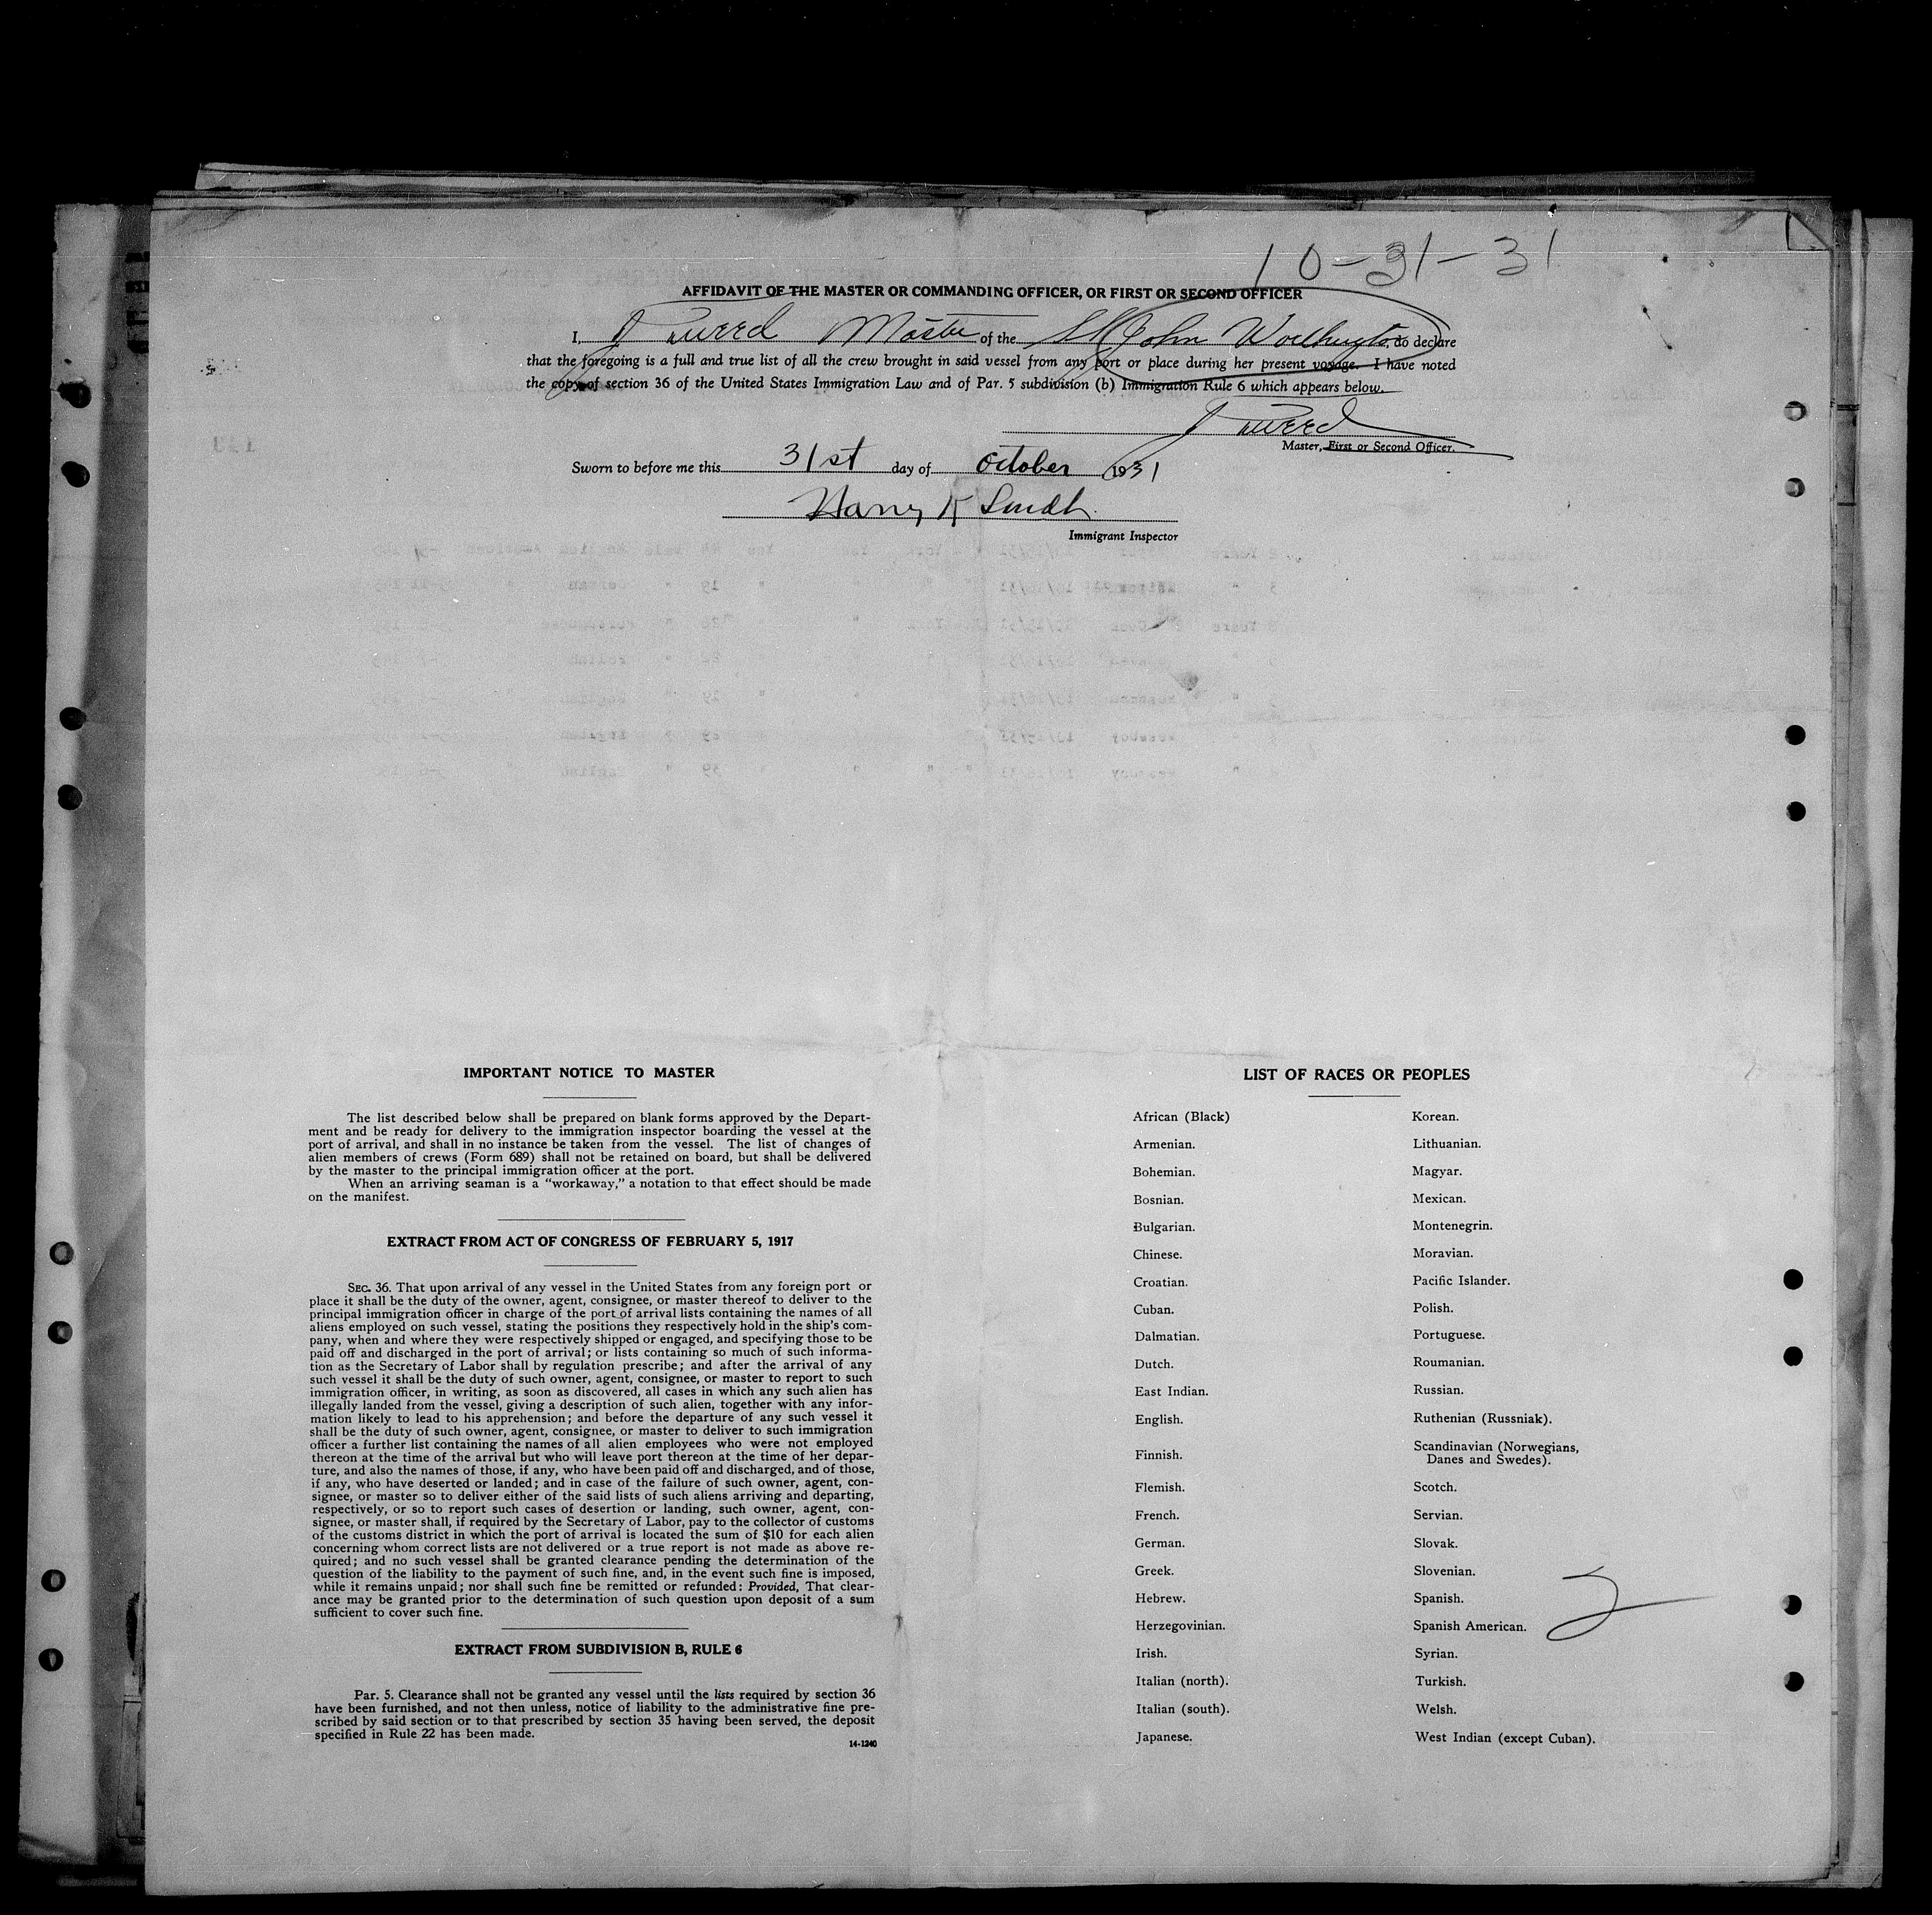 10-31-31
AFFIDAVIT OF THE MASTER OR COMMANDING OFFICER, OR FIRST OR SECOND OFFICER
I, Master of the SS John Worthington, do declare
that the foregoing is a full and true list of all the crew brought in said vessel from any port or place during her present voyage. I have noted
the copy of section 36 of the United States Immigration Law and of Par. 5 subdivision (b) Immigration Rule 6 which appears below.
Master, First or Second Officer.
Sworn to before me this 31st day of October 1931
Harry K Smith
Immigrant Inspector
IMPORTANT NOTICE TO MASTER
The list described below shall be prepared on blank forms approved by the Depart-
ment and be ready for delivery to the immigration inspector boarding the vessel at the
port of arrival, and shall in no instance be taken from the vessel. The list of changes of
alien members of crews (Form 689) shall not be retained on board, but shall be delivered
by the master to the principal immigration officer at the port.
When an arriving seaman is a "workaway," a notation to that effect should be made
on the manifest.
EXTRACT FROM ACT OF CONGRESS OF FEBRUARY 5, 1917
SEC. 36. That upon arrival of any vessel in the United States from any foreign port or
place it shall be the duty of the owner, agent, consignee, or master thereof to deliver to the
principal immigration officer in charge of the port of arrival lists containing the names of all
aliens employed on such vessel, stating the positions they respectively hold in the ship's com-
pany, when and where they were respectively shipped or engaged, and specifying those to be
paid off and discharged in the port of arrival; or lists containing so much of such informa-
tion as the Secretary of Labor shall by regulation prescribe; and after the arrival of any
such vessel it shall be the duty of such owner, agent, consignee, or master to report to such
immigration officer, in writing, as soon as discovered, all cases in which any such alien has
illegally landed from the vessel, giving a description of such alien, together with any infor-
mation likely to lead to his apprehension; and before the departure of any such vessel it
shall be the duty of such owner, agent, consignee, or master to deliver to such immigration
officer a further list containing the names of all alien employees who were not employed
thereon at the time of the arrival but who will leave port thereon at the time of her depar-
ture, and also the names of those, if any, who have been paid off and discharged, and of those,
if any, who have deserted or landed; and in case of the failure of such owner, agent, con-
signee, or master so to deliver either of the said lists of such aliens arriving and departing,
respectively, or so to report such cases of desertion or landing, such owner, agent, con-
signee, or master shall, if required by the Secretary of Labor, pay to the collector of customs
of the customs district in which the port of arrival is located the sum of $10 for each alien
concerning whom correct lists are not delivered or a true report is not made as above re-
quired; and no such vessel shall be granted clearance pending the determination of the
question of the liability to the payment of such fine, and, in the event such fine is imposed,
while it remains unpaid; nor shall such fine be remitted or refunded: Provided, That clear-
ance may be granted prior to the determination of such question upon deposit of a sum
sufficient to cover such fine.
EXTRACT FROM SUBDIVISION B, RULE 6
Par. 5. Clearance shall not be granted any vessel until the lists required by section 36
have been furnished, and not then unless, notice of liability to the administrative fine pre-
scribed by said section or to that prescribed by section 35 having been served, the deposit
specified in Rule 22 has been made.
14-1240
LIST OF RACES OR PEOPLES
African (Black)
Armenian.
Bohemian.
Bosnian.
Bulgarian.
Chinese.
Croatian.
Cuban.
Dalmatian.
Dutch.
East Indian.
English.
Finnish.
Flemish.
French.
German.
Greek.
Hebrew.
Herzegovinian.
Irish.
Italian (north).
Italian (south).
Japanese.
Korean.
Lithuanian.
Magyar.
Mexican.
Montenegrin.
Moravian.
Pacific Islander.
Polish.
Portuguese.
Roumanian.
Russian.
Ruthenian (Russniak).
Scandinavian (Norwegians,
Danes and Swedes).
Scotch.
Servian.
Slovak.
Slovenian.
Spanish.
Spanish American.
Syrian.
Turkish.
Welsh.
West Indian (except Cuban).
2